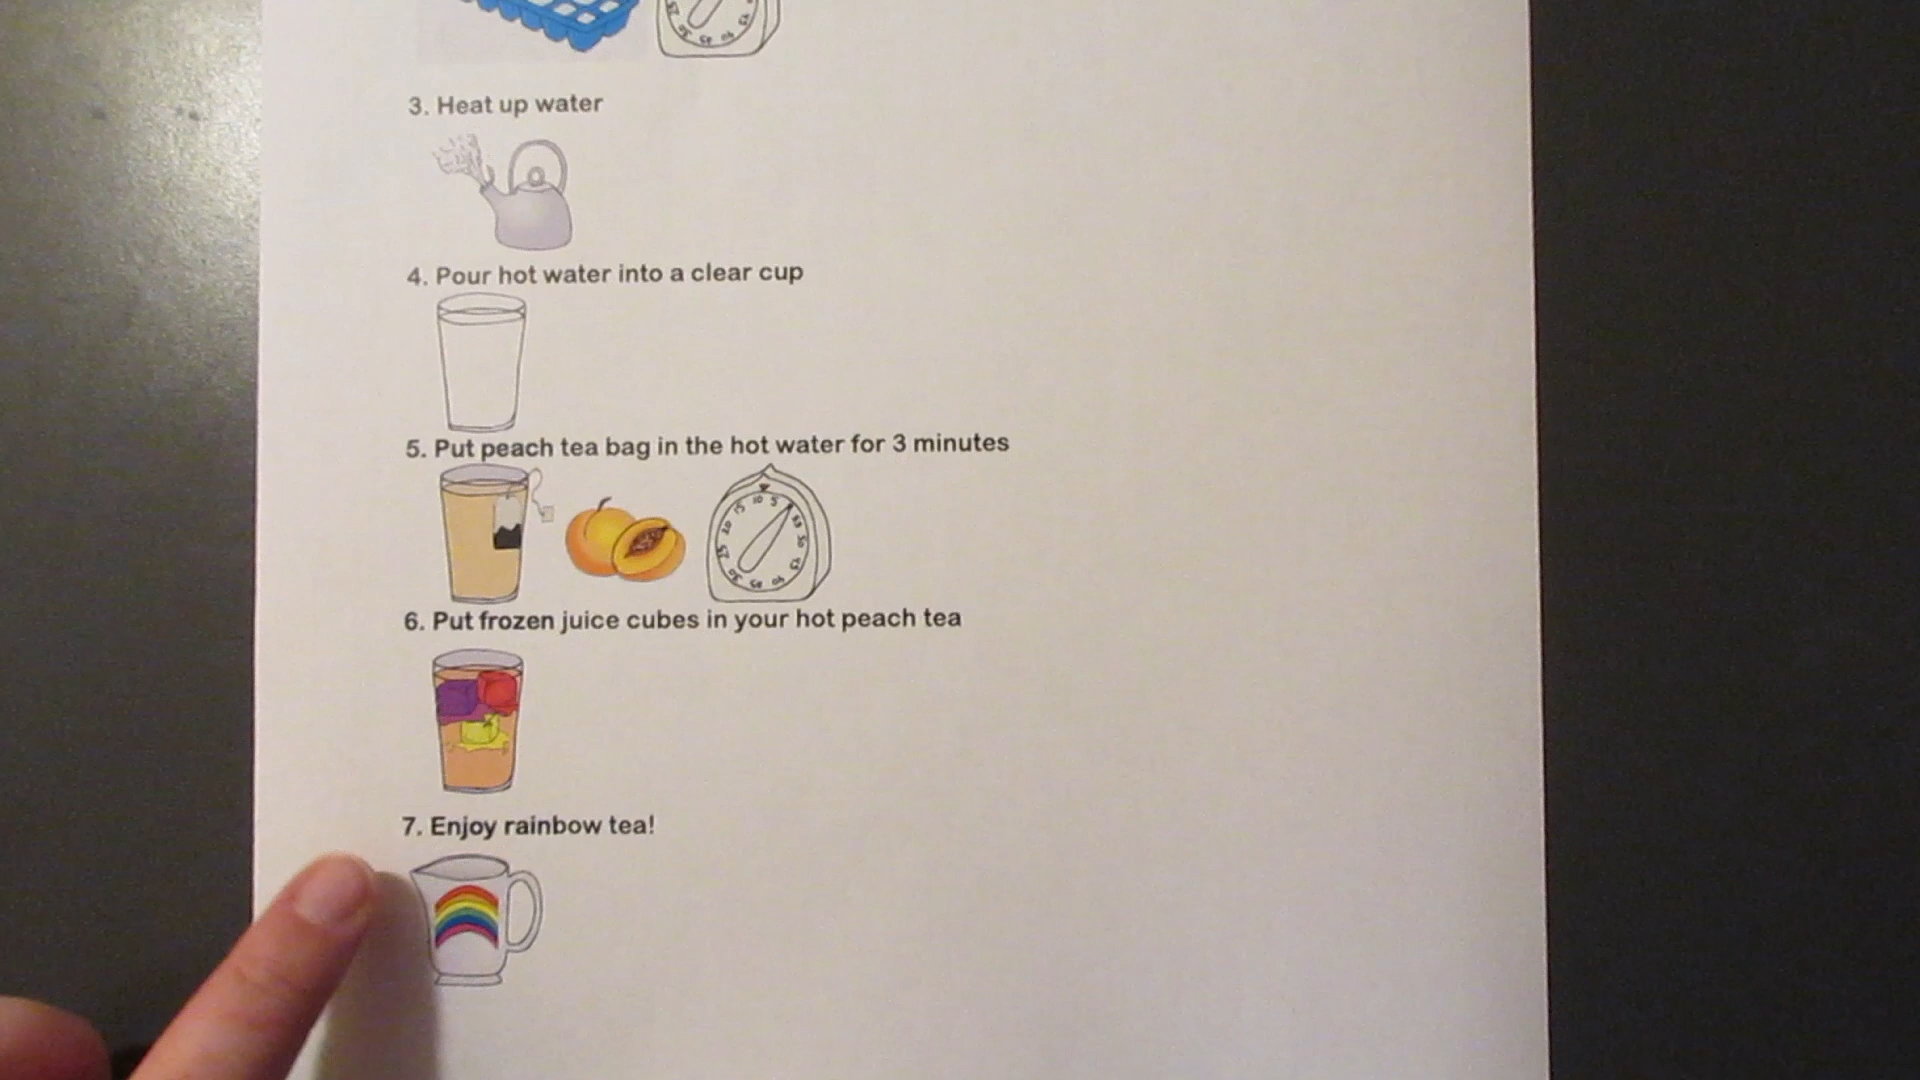 3. Heat up water
4. Pour hot water into a clear cup
5. Put peach tea bag in the hot water for 3 minutes
6. Put frozen juice cubes in your hot peach tea
7. Enjoy rainbow tea!